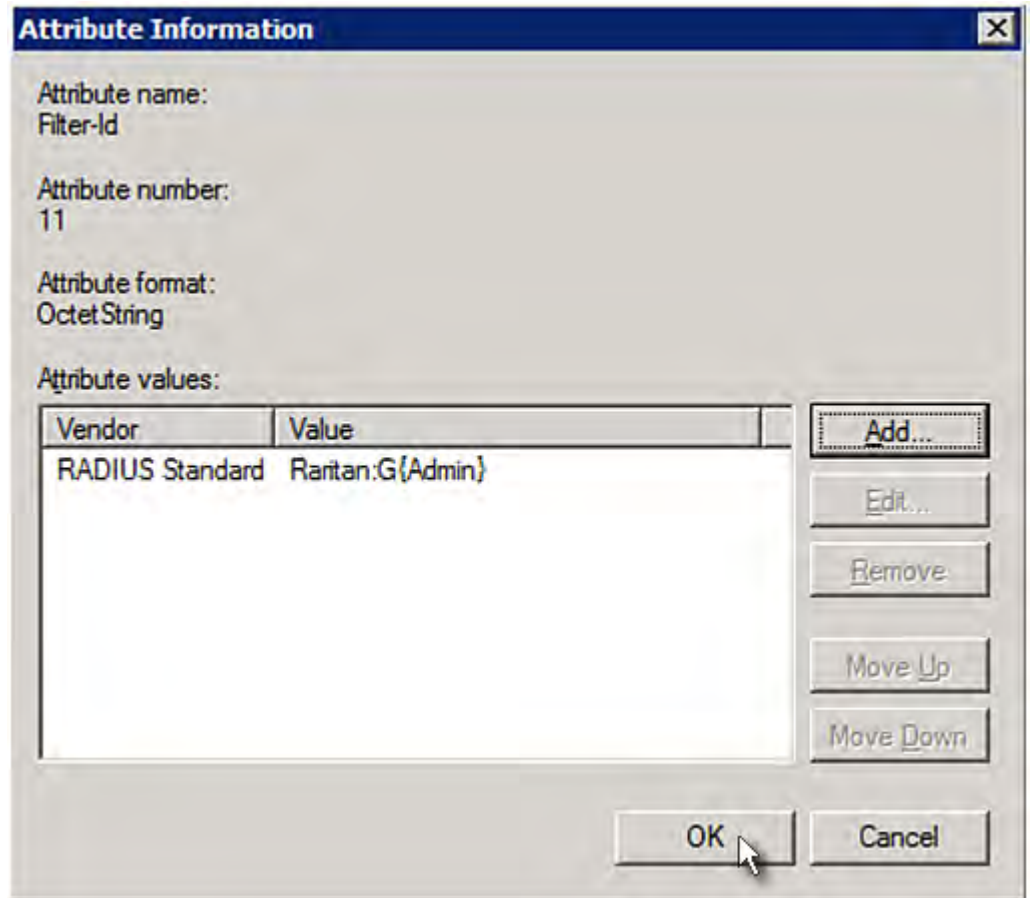 Attribute Information
Attribute name:
Filter-Id
Attribute number:
11
Attribute format:
OctetString
Attribute values:
Vendor Value
RADIUS Standard Raritan:G{Admin}
Add...
Edit...
Remove
Move Up
Move Down
OK Cancel